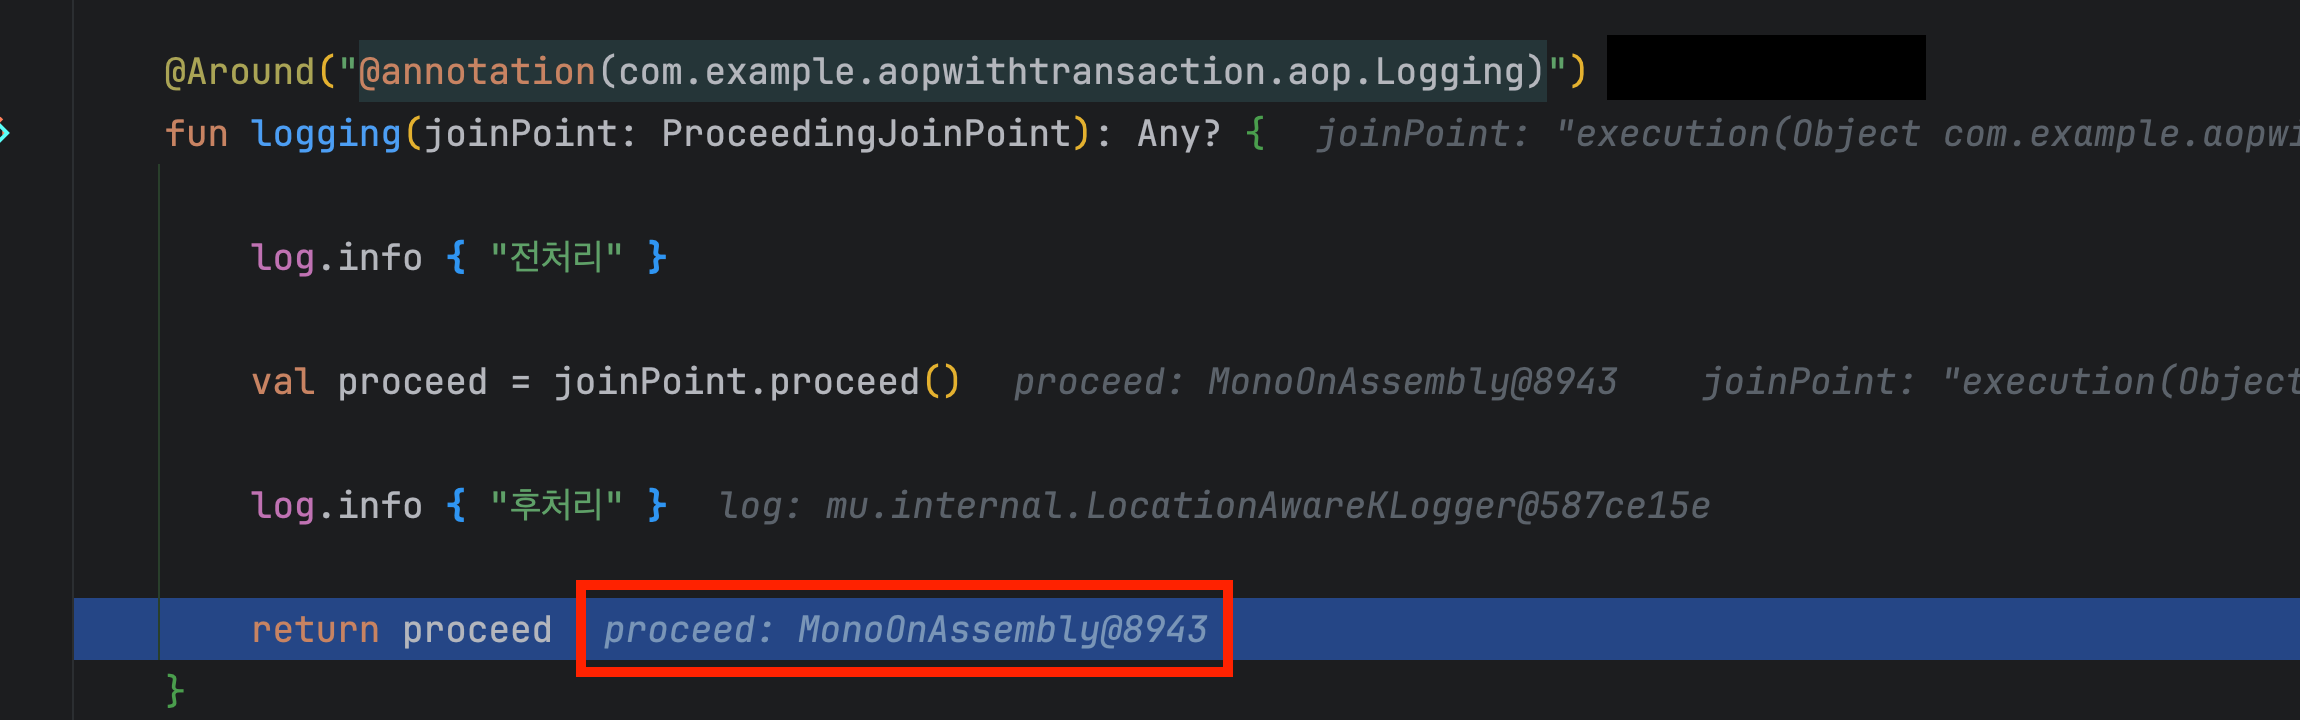 @Around("@annotation(com.example.aopwithtransaction.aop.Logging)")
fun logging(joinPoint: ProceedingJoinPoint): Any? { joinPoint: "execution(Object com.example.aopwi
log.info { "전처리" }
val proceed = joinPoint.proceed() proceed: MonoOnAssembly@8943 joinPoint: "execution(Object
log.info { "후처리" } log: mu.internal.LocationAwareKLogger@587ce15e
return proceed proceed: MonoOnAssembly@8943
}